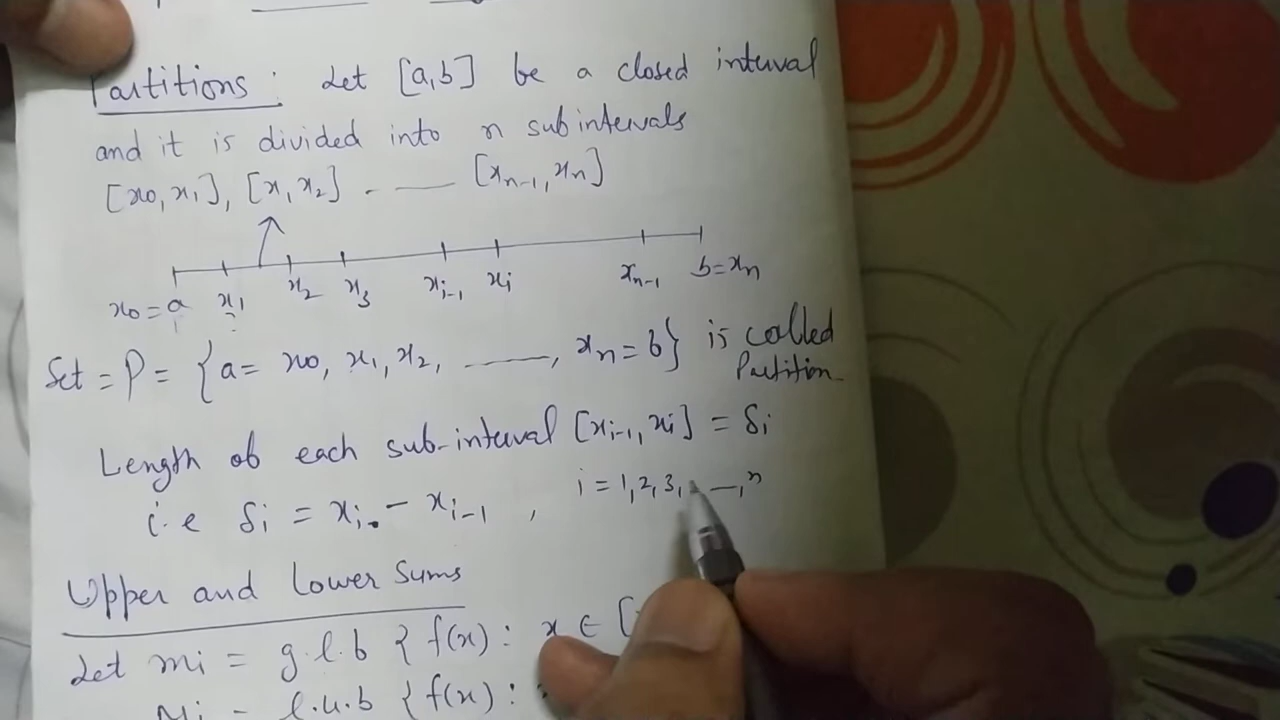 Partitions : Let [a,b] be a closed interval
and it is divided into n subintervals
[x0, x1], [x1 x2] - —— [xn-1, xn]
x0 = a x1 x2 x3 xi-1 xi xn-1 b=xn
Set = P = {a= x0, x1, x2, ——, xn = b} is called
Partition
Length of each sub-interval [xi-1, xi] = δi
i.e δi = xi - xi-1 , i = 1,2,3, —,n
Upper and Lower Sums
Let mi = g.l.b {f(x) : x ∈ [
Mi = l.u.b {f(x) :